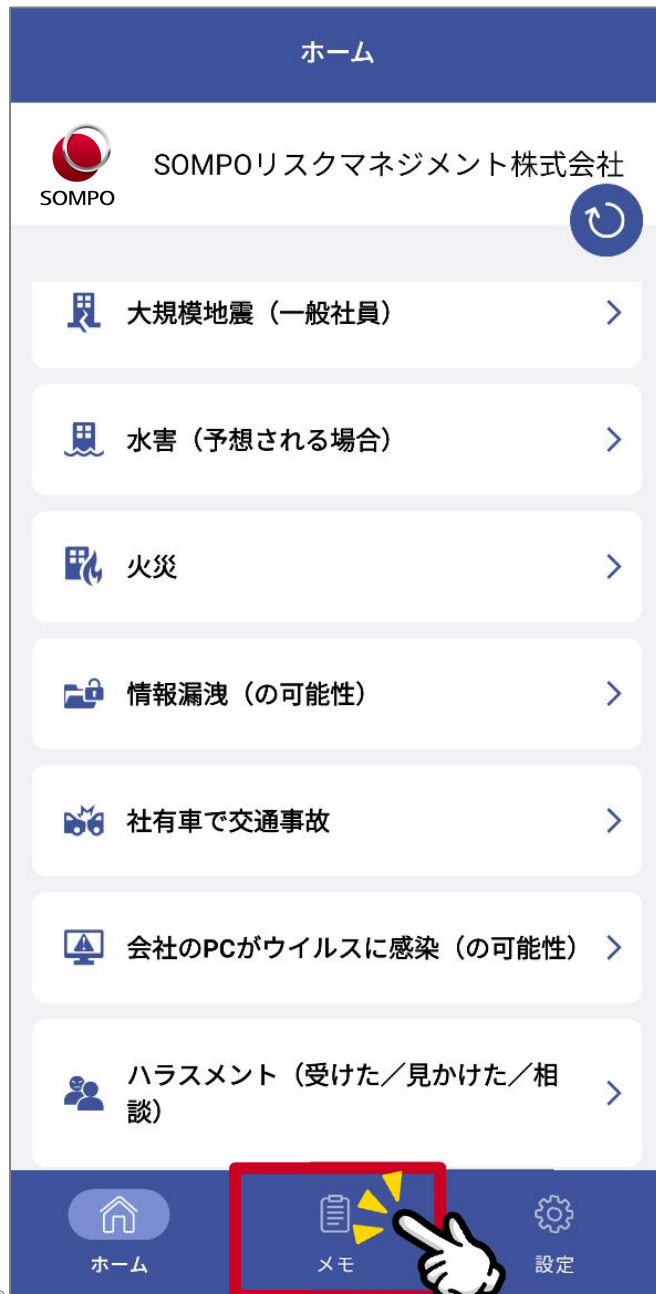 ホーム
SOMPO
SOMPOリスクマネジメント株式会社
大規模地震（一般社員）
水害（予想される場合）
火災
情報漏洩（の可能性）
社有車で交通事故
会社のPCがウイルスに感染（の可能性）
ハラスメント（受けた／見かけた／相
談）
ホーム
メモ
設定